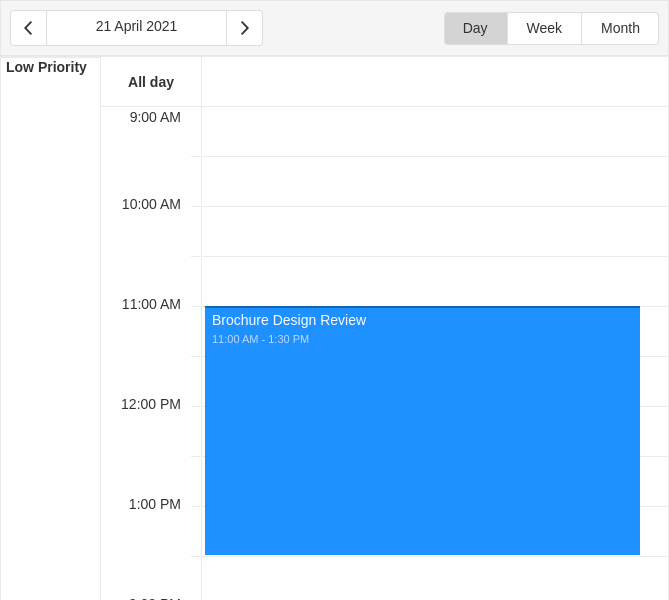 21 April 2021
Day
Week
Month
Low Priority
All day
9:00 AM
10:00 AM
11:00 AM
Brochure Design Review
11:00 AM - 1:30 PM
12:00 PM
1:00 PM